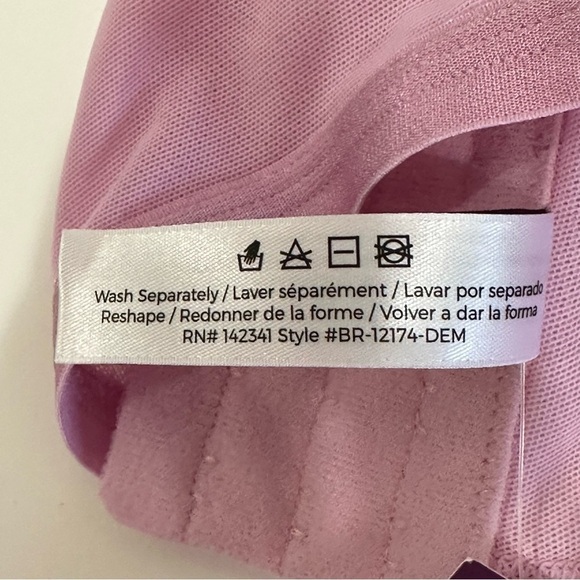 Wash Separately / Laver séparément / Lavar por separado
Reshape / Redonner de la forme / Volver a dar la forma
RN# 142341 Style #BR-12174-DEM